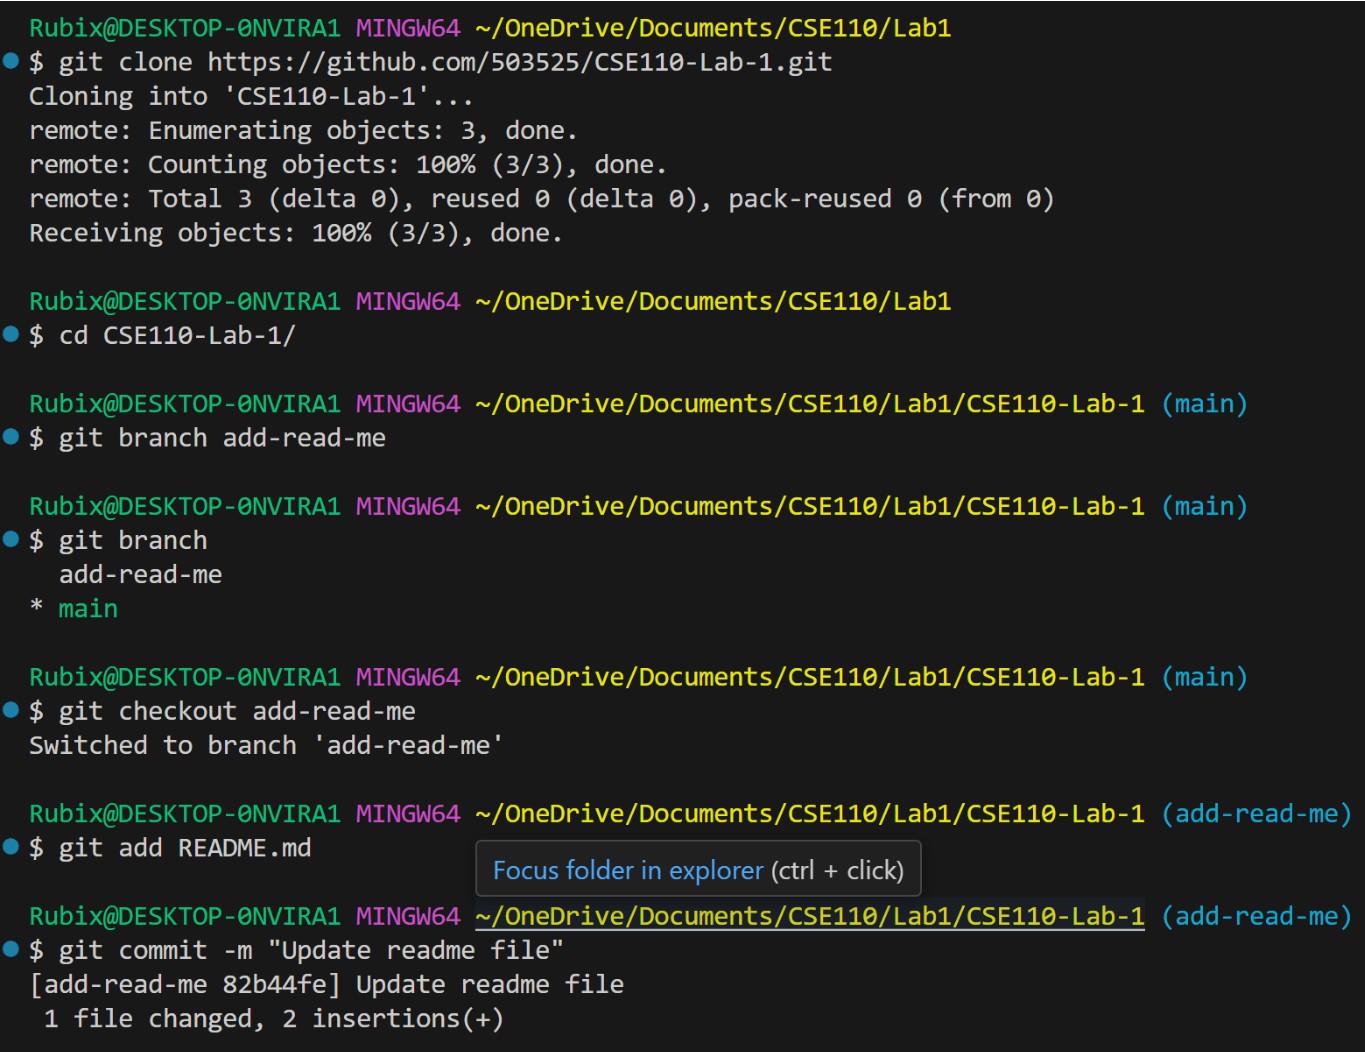 Rubix@DESKTOP-0NVIRA1 MINGW64 ~/OneDrive/Documents/CSE110/Lab1
$ git clone https://github.com/503525/CSE110-Lab-1.git
Cloning into 'CSE110-Lab-1'...
remote: Enumerating objects: 3, done.
remote: Counting objects: 100% (3/3), done.
remote: Total 3 (delta 0), reused 0 (delta 0), pack-reused 0 (from 0)
Receiving objects: 100% (3/3), done.
Rubix@DESKTOP-0NVIRA1 MINGW64 ~/OneDrive/Documents/CSE110/Lab1
$ cd CSE110-Lab-1/
Rubix@DESKTOP-0NVIRA1 MINGW64 ~/OneDrive/Documents/CSE110/Lab1/CSE110-Lab-1 (main)
$ git branch add-read-me
Rubix@DESKTOP-0NVIRA1 MINGW64 ~/OneDrive/Documents/CSE110/Lab1/CSE110-Lab-1 (main)
$ git branch
  add-read-me
* main
Rubix@DESKTOP-0NVIRA1 MINGW64 ~/OneDrive/Documents/CSE110/Lab1/CSE110-Lab-1 (main)
$ git checkout add-read-me
Switched to branch 'add-read-me'
Rubix@DESKTOP-0NVIRA1 MINGW64 ~/OneDrive/Documents/CSE110/Lab1/CSE110-Lab-1 (add-read-me)
$ git add README.md
Focus folder in explorer (ctrl + click)
Rubix@DESKTOP-0NVIRA1 MINGW64 ~/OneDrive/Documents/CSE110/Lab1/CSE110-Lab-1 (add-read-me)
$ git commit -m "Update readme file"
[add-read-me 82b44fe] Update readme file
 1 file changed, 2 insertions(+)